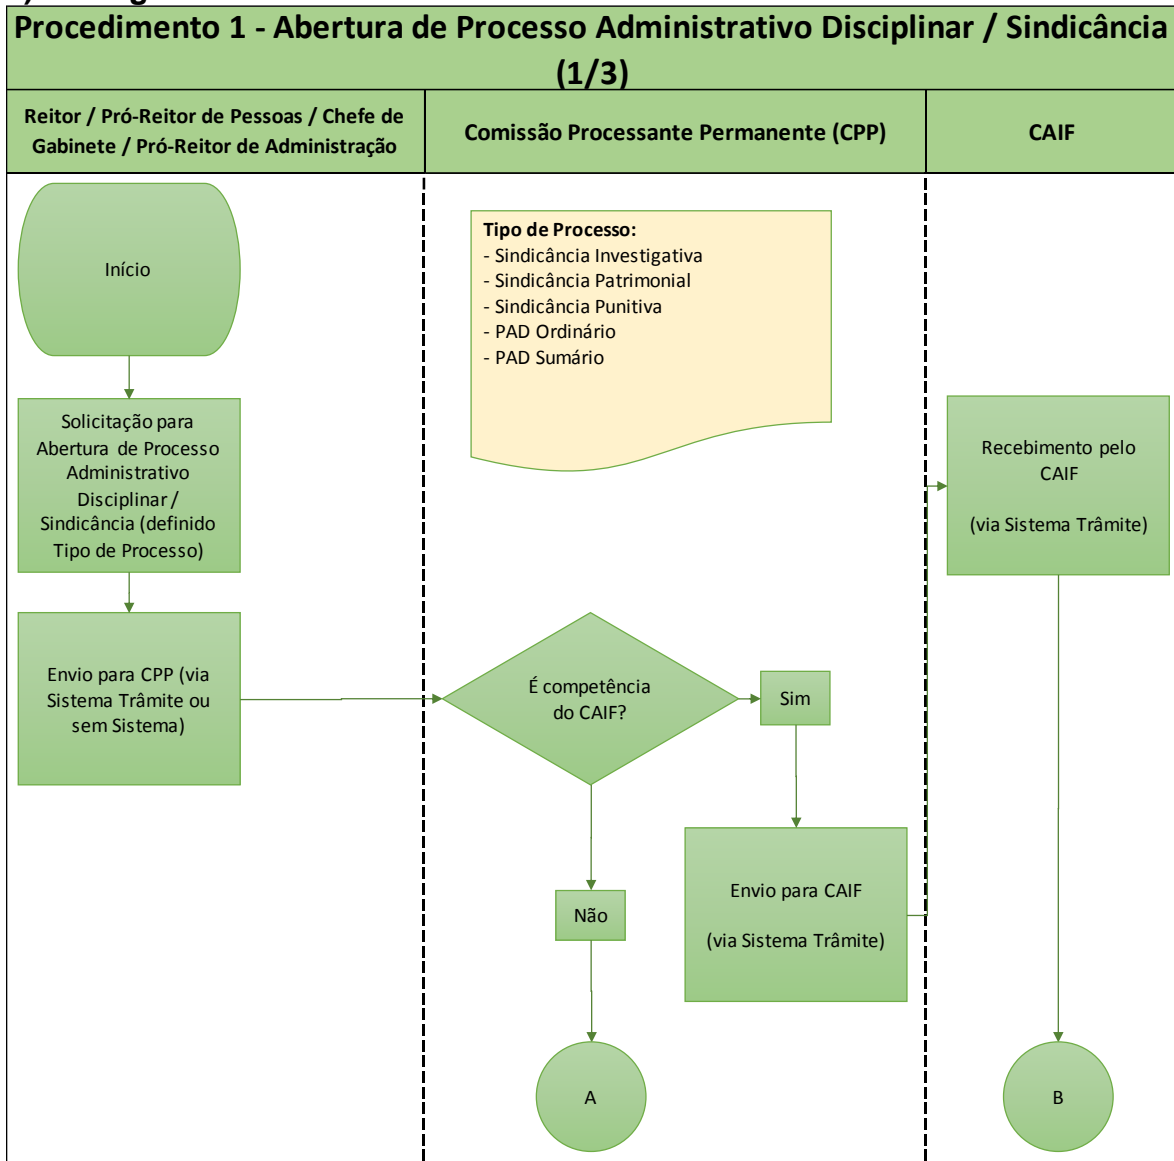 Procedimento 1 - Abertura de Processo Administrativo Disciplinar / Sindicância
(1/3)
Reitor / Pró-Reitor de Pessoas / Chefe de
Gabinete / Pró-Reitor de Administração
Comissão Processante Permanente (CPP)
CAIF
Início
Solicitação para
Abertura de Processo
Administrativo
Disciplinar /
Sindicância (definido
Tipo de Processo)
Envio para CPP (via
Sistema Trâmite ou
sem Sistema)
Tipo de Processo:
- Sindicância Investigativa
- Sindicância Patrimonial
- Sindicância Punitiva
- PAD Ordinário
- PAD Sumário
É competência
do CAIF?
Sim
Não
Envio para CAIF
(via Sistema Trâmite)
A
Recebimento pelo
CAIF
(via Sistema Trâmite)
B